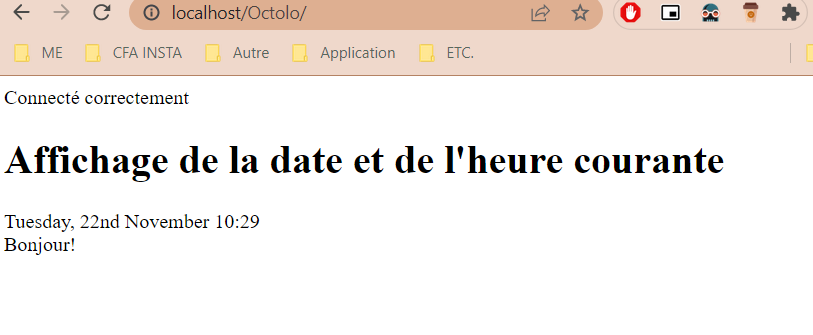 localhost/Octolo/
ME CFA INSTA Autre Application ETC.
Connecté correctement
Affichage de la date et de l'heure courante
Tuesday, 22nd November 10:29
Bonjour!